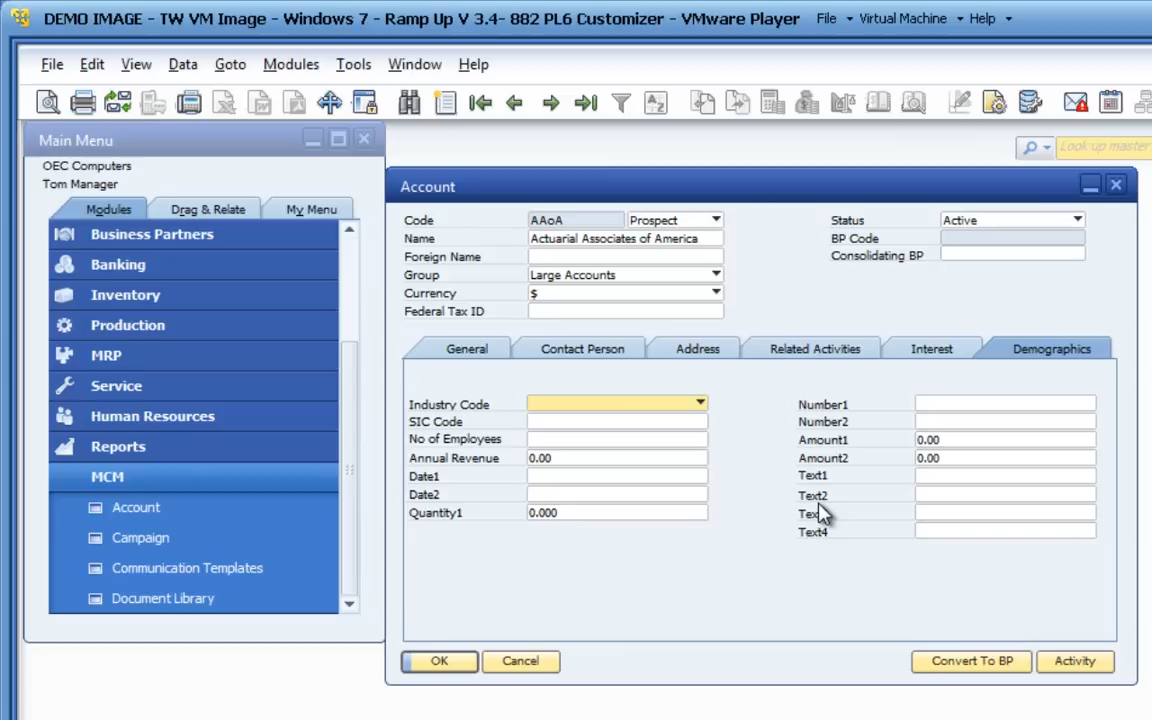 DEMO IMAGE - TW VM Image - Windows 7 - Ramp Up V 3.4- 882 PL6 Customizer - VMware Player File Virtual Machine Help
File Edit View Data Goto Modules Tools Window Help
Main Menu
OEC Computers
Tom Manager
Modules Drag & Relate My Menu
Business Partners
Banking
Inventory
Production
MRP
Service
Human Resources
Reports
MCM
Account
Campaign
Communication Templates
Document Library
Look up master
Account
Code AAoA Prospect
Name Actuarial Associates of America
Foreign Name
Group Large Accounts
Currency $
Federal Tax ID
Status Active
BP Code
Consolidating BP
General Contact Person Address Related Activities Interest Demographics
Industry Code
SIC Code
No of Employees
Annual Revenue 0.00
Date1
Date2
Quantity1 0.000
Number1
Number2
Amount1 0.00
Amount2 0.00
Text1
Text2
Text4
OK Cancel Convert To BP Activity